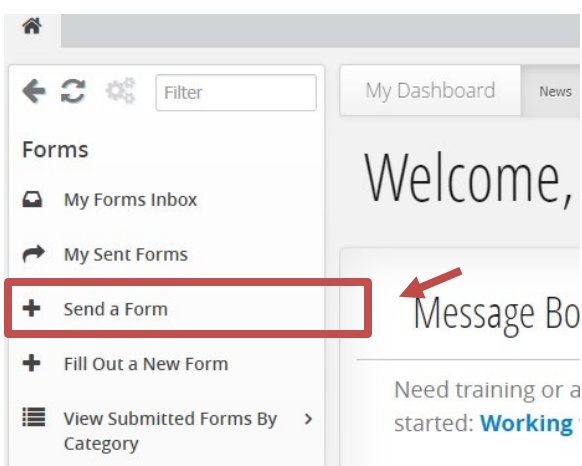 Filter
Forms
My Forms Inbox
My Sent Forms
Send a Form
Fill Out a New Form
View Submitted Forms By
Category
My Dashboard
News
Welcome,
Message Bo
Need training or a
started: Working